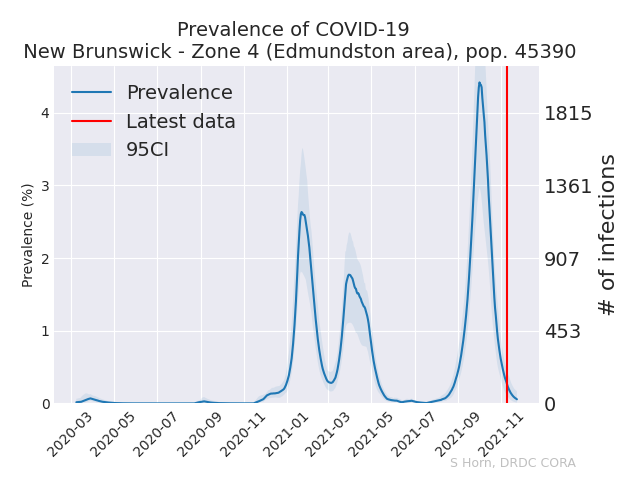 Prevalence of COVID-19
New Brunswick - Zone 4 (Edmundston area), pop. 45390
Prevalence
Latest data
95CI
Prevalence (%)
4
3
2
1
0
1815
1361
907
453
0
# of infections
2020-03
2020-05
2020-07
2020-09
2020-11
2021-01
2021-03
2021-05
2021-07
2021-09
2021-11
S Horn, DRDC CORA